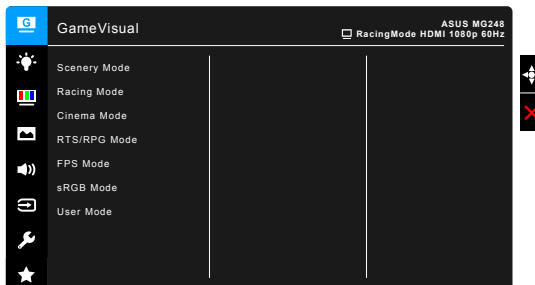 G
GameVisual
ASUS MG248
RacingMode HDMI 1080p 60Hz
Scenery Mode
Racing Mode
Cinema Mode
RTS/RPG Mode
FPS Mode
sRGB Mode
User Mode